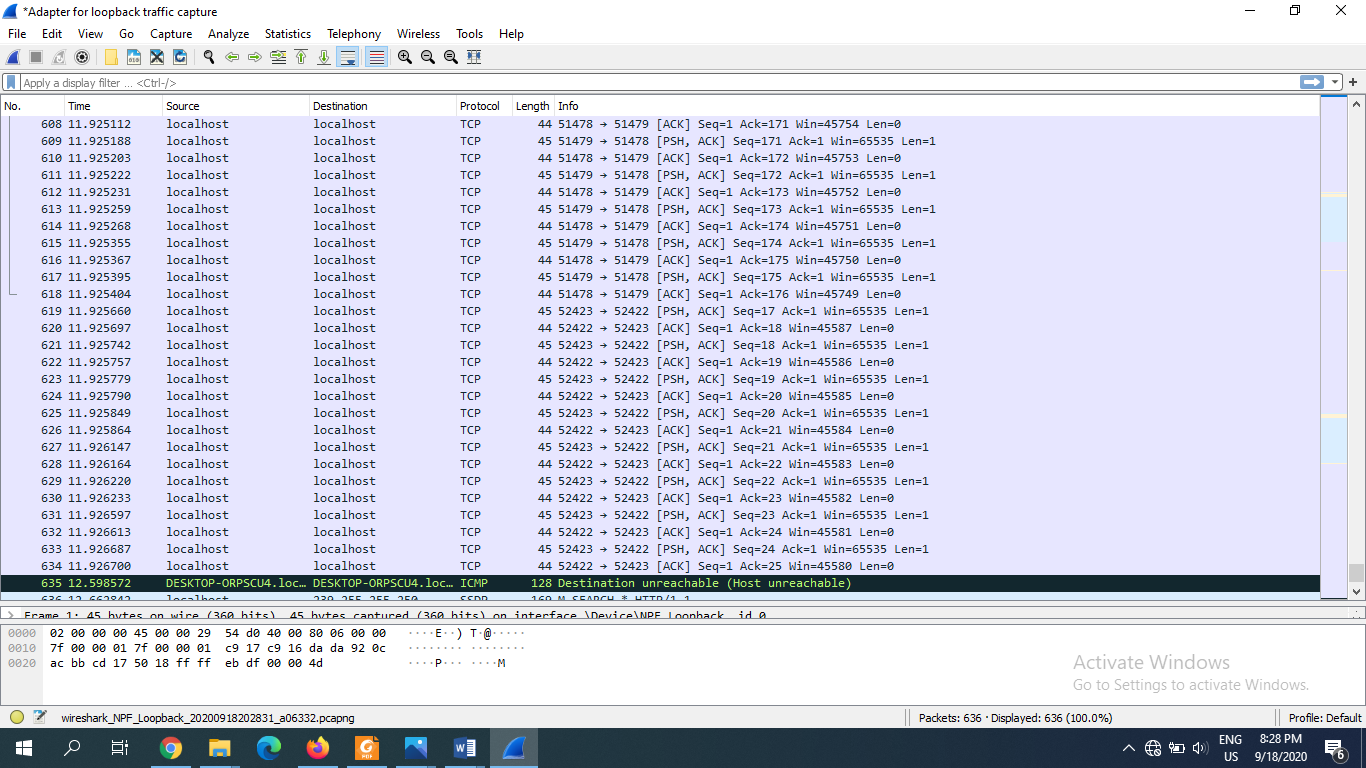 *Adapter for loopback traffic capture
File Edit View Go Capture Analyze Statistics Telephony Wireless Tools Help
Apply a display filter ... <Ctrl-/>
No. Time Source Destination Protocol Length Info
608 11.925112 localhost localhost TCP 44 51478 → 51479 [ACK] Seq=1 Ack=171 Win=45754 Len=0
609 11.925188 localhost localhost TCP 45 51479 → 51478 [PSH, ACK] Seq=171 Ack=1 Win=65535 Len=1
610 11.925203 localhost localhost TCP 44 51478 → 51479 [ACK] Seq=1 Ack=172 Win=45753 Len=0
611 11.925222 localhost localhost TCP 45 51479 → 51478 [PSH, ACK] Seq=172 Ack=1 Win=65535 Len=1
612 11.925231 localhost localhost TCP 44 51478 → 51479 [ACK] Seq=1 Ack=173 Win=45752 Len=0
613 11.925259 localhost localhost TCP 45 51479 → 51478 [PSH, ACK] Seq=173 Ack=1 Win=65535 Len=1
614 11.925268 localhost localhost TCP 44 51478 → 51479 [ACK] Seq=1 Ack=174 Win=45751 Len=0
615 11.925355 localhost localhost TCP 45 51479 → 51478 [PSH, ACK] Seq=174 Ack=1 Win=65535 Len=1
616 11.925367 localhost localhost TCP 44 51478 → 51479 [ACK] Seq=1 Ack=175 Win=45750 Len=0
617 11.925395 localhost localhost TCP 45 51479 → 51478 [PSH, ACK] Seq=175 Ack=1 Win=65535 Len=1
618 11.925404 localhost localhost TCP 44 51478 → 51479 [ACK] Seq=1 Ack=176 Win=45749 Len=0
619 11.925660 localhost localhost TCP 45 52423 → 52422 [PSH, ACK] Seq=17 Ack=1 Win=65535 Len=1
620 11.925697 localhost localhost TCP 44 52422 → 52423 [ACK] Seq=1 Ack=18 Win=45587 Len=0
621 11.925742 localhost localhost TCP 45 52423 → 52422 [PSH, ACK] Seq=18 Ack=1 Win=65535 Len=1
622 11.925757 localhost localhost TCP 44 52422 → 52423 [ACK] Seq=1 Ack=19 Win=45586 Len=0
623 11.925779 localhost localhost TCP 45 52423 → 52422 [PSH, ACK] Seq=19 Ack=1 Win=65535 Len=1
624 11.925790 localhost localhost TCP 44 52422 → 52423 [ACK] Seq=1 Ack=20 Win=45585 Len=0
625 11.925849 localhost localhost TCP 45 52423 → 52422 [PSH, ACK] Seq=20 Ack=1 Win=65535 Len=1
626 11.925864 localhost localhost TCP 44 52422 → 52423 [ACK] Seq=1 Ack=21 Win=45584 Len=0
627 11.926147 localhost localhost TCP 45 52423 → 52422 [PSH, ACK] Seq=21 Ack=1 Win=65535 Len=1
628 11.926164 localhost localhost TCP 44 52422 → 52423 [ACK] Seq=1 Ack=22 Win=45583 Len=0
629 11.926220 localhost localhost TCP 45 52423 → 52422 [PSH, ACK] Seq=22 Ack=1 Win=65535 Len=1
630 11.926233 localhost localhost TCP 44 52422 → 52423 [ACK] Seq=1 Ack=23 Win=45582 Len=0
631 11.926597 localhost localhost TCP 45 52423 → 52422 [PSH, ACK] Seq=23 Ack=1 Win=65535 Len=1
632 11.926613 localhost localhost TCP 44 52422 → 52423 [ACK] Seq=1 Ack=24 Win=45581 Len=0
633 11.926687 localhost localhost TCP 45 52423 → 52422 [PSH, ACK] Seq=24 Ack=1 Win=65535 Len=1
634 11.926700 localhost localhost TCP 44 52422 → 52423 [ACK] Seq=1 Ack=25 Win=45580 Len=0
635 12.598572 DESKTOP-ORPSCU4.loc… DESKTOP-ORPSCU4.loc… ICMP 128 Destination unreachable (Host unreachable)
636 12.662842 localhost 239.255.255.250 SSDP 169 M-SEARCH * HTTP/1.1
Frame 1: 45 bytes on wire (360 bits), 45 bytes captured (360 bits) on interface \Device\NPF_Loopback, id 0
0000 02 00 00 00 45 00 00 29 54 d0 40 00 80 06 00 00 ····E··) T·@·····
0010 7f 00 00 01 7f 00 00 01 c9 17 c9 16 da da 92 0c ········ ········
0020 ac bb cd 17 50 18 ff ff eb df 00 00 4d ····P··· ····M
Activate Windows
Go to Settings to activate Windows.
wireshark_NPF_Loopback_20200918202831_a06332.pcapng Packets: 636 · Displayed: 636 (100.0%) Profile: Default
ENG 8:28 PM
US 9/18/2020 6